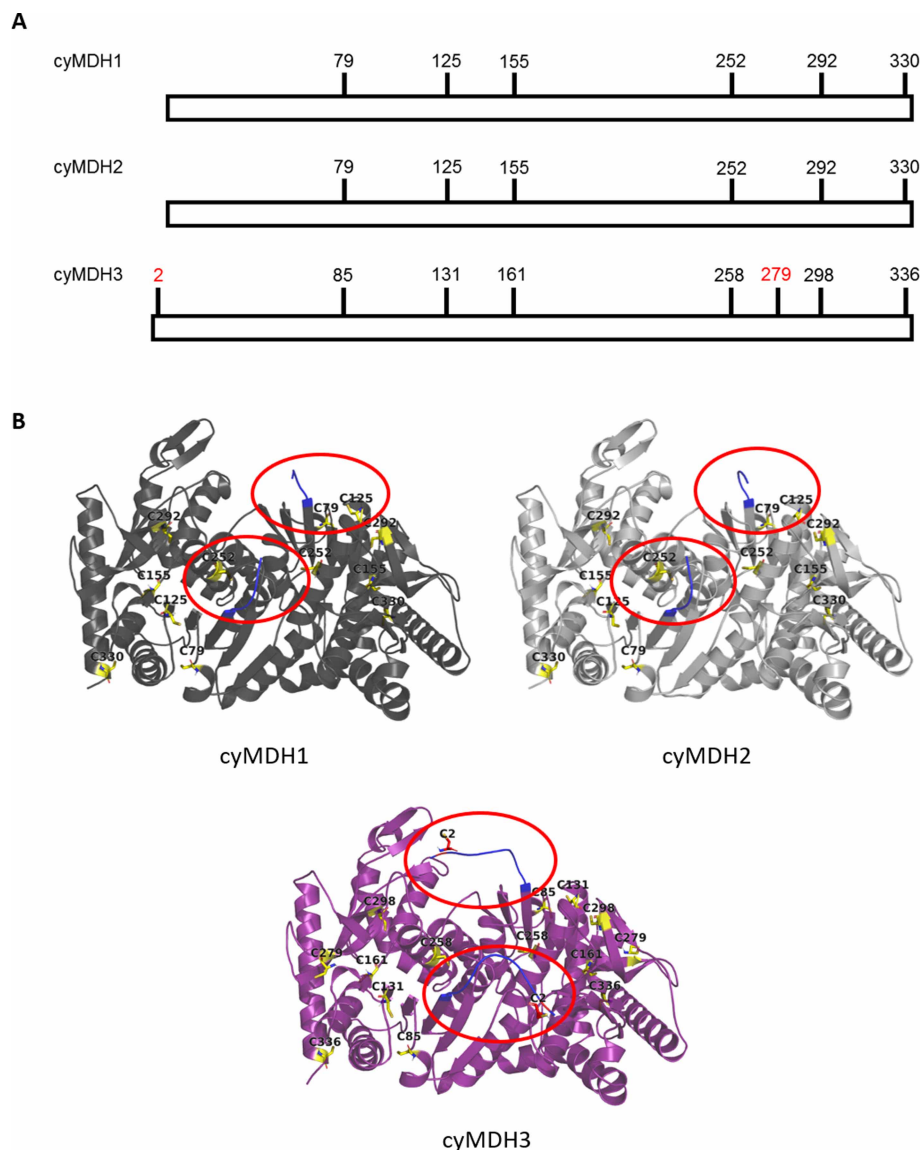 A
cyMDH1 79 125 155 252 292 330
cyMDH2 79 125 155 252 292 330
cyMDH3 2 85 131 161 258 279 298 336
B
C292 C252 C155 C125 C330 C79 C79 C125 C292 C252 C155 C330
cyMDH1
C292 C252 C155 C125 C330 C79 C79 C125 C292 C252 C155 C330
cyMDH2
C2
C298 C258 C279 C161 C131 C336 C85 C85 C131 C298 C258 C279 C161 C2 C336
cyMDH3